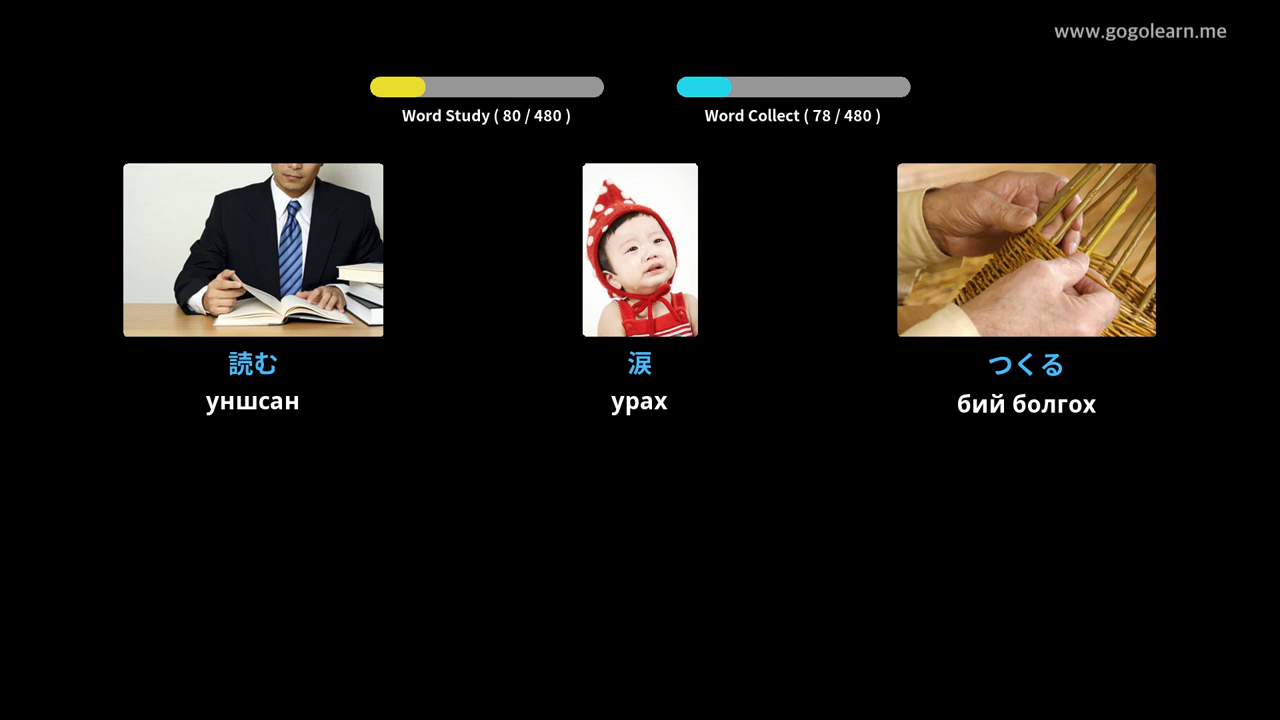 www.gogolearn.me
Word Study ( 80 / 480 )
Word Collect ( 78 / 480 )
読む
уншсан
涙
урах
つくる
бий болгох